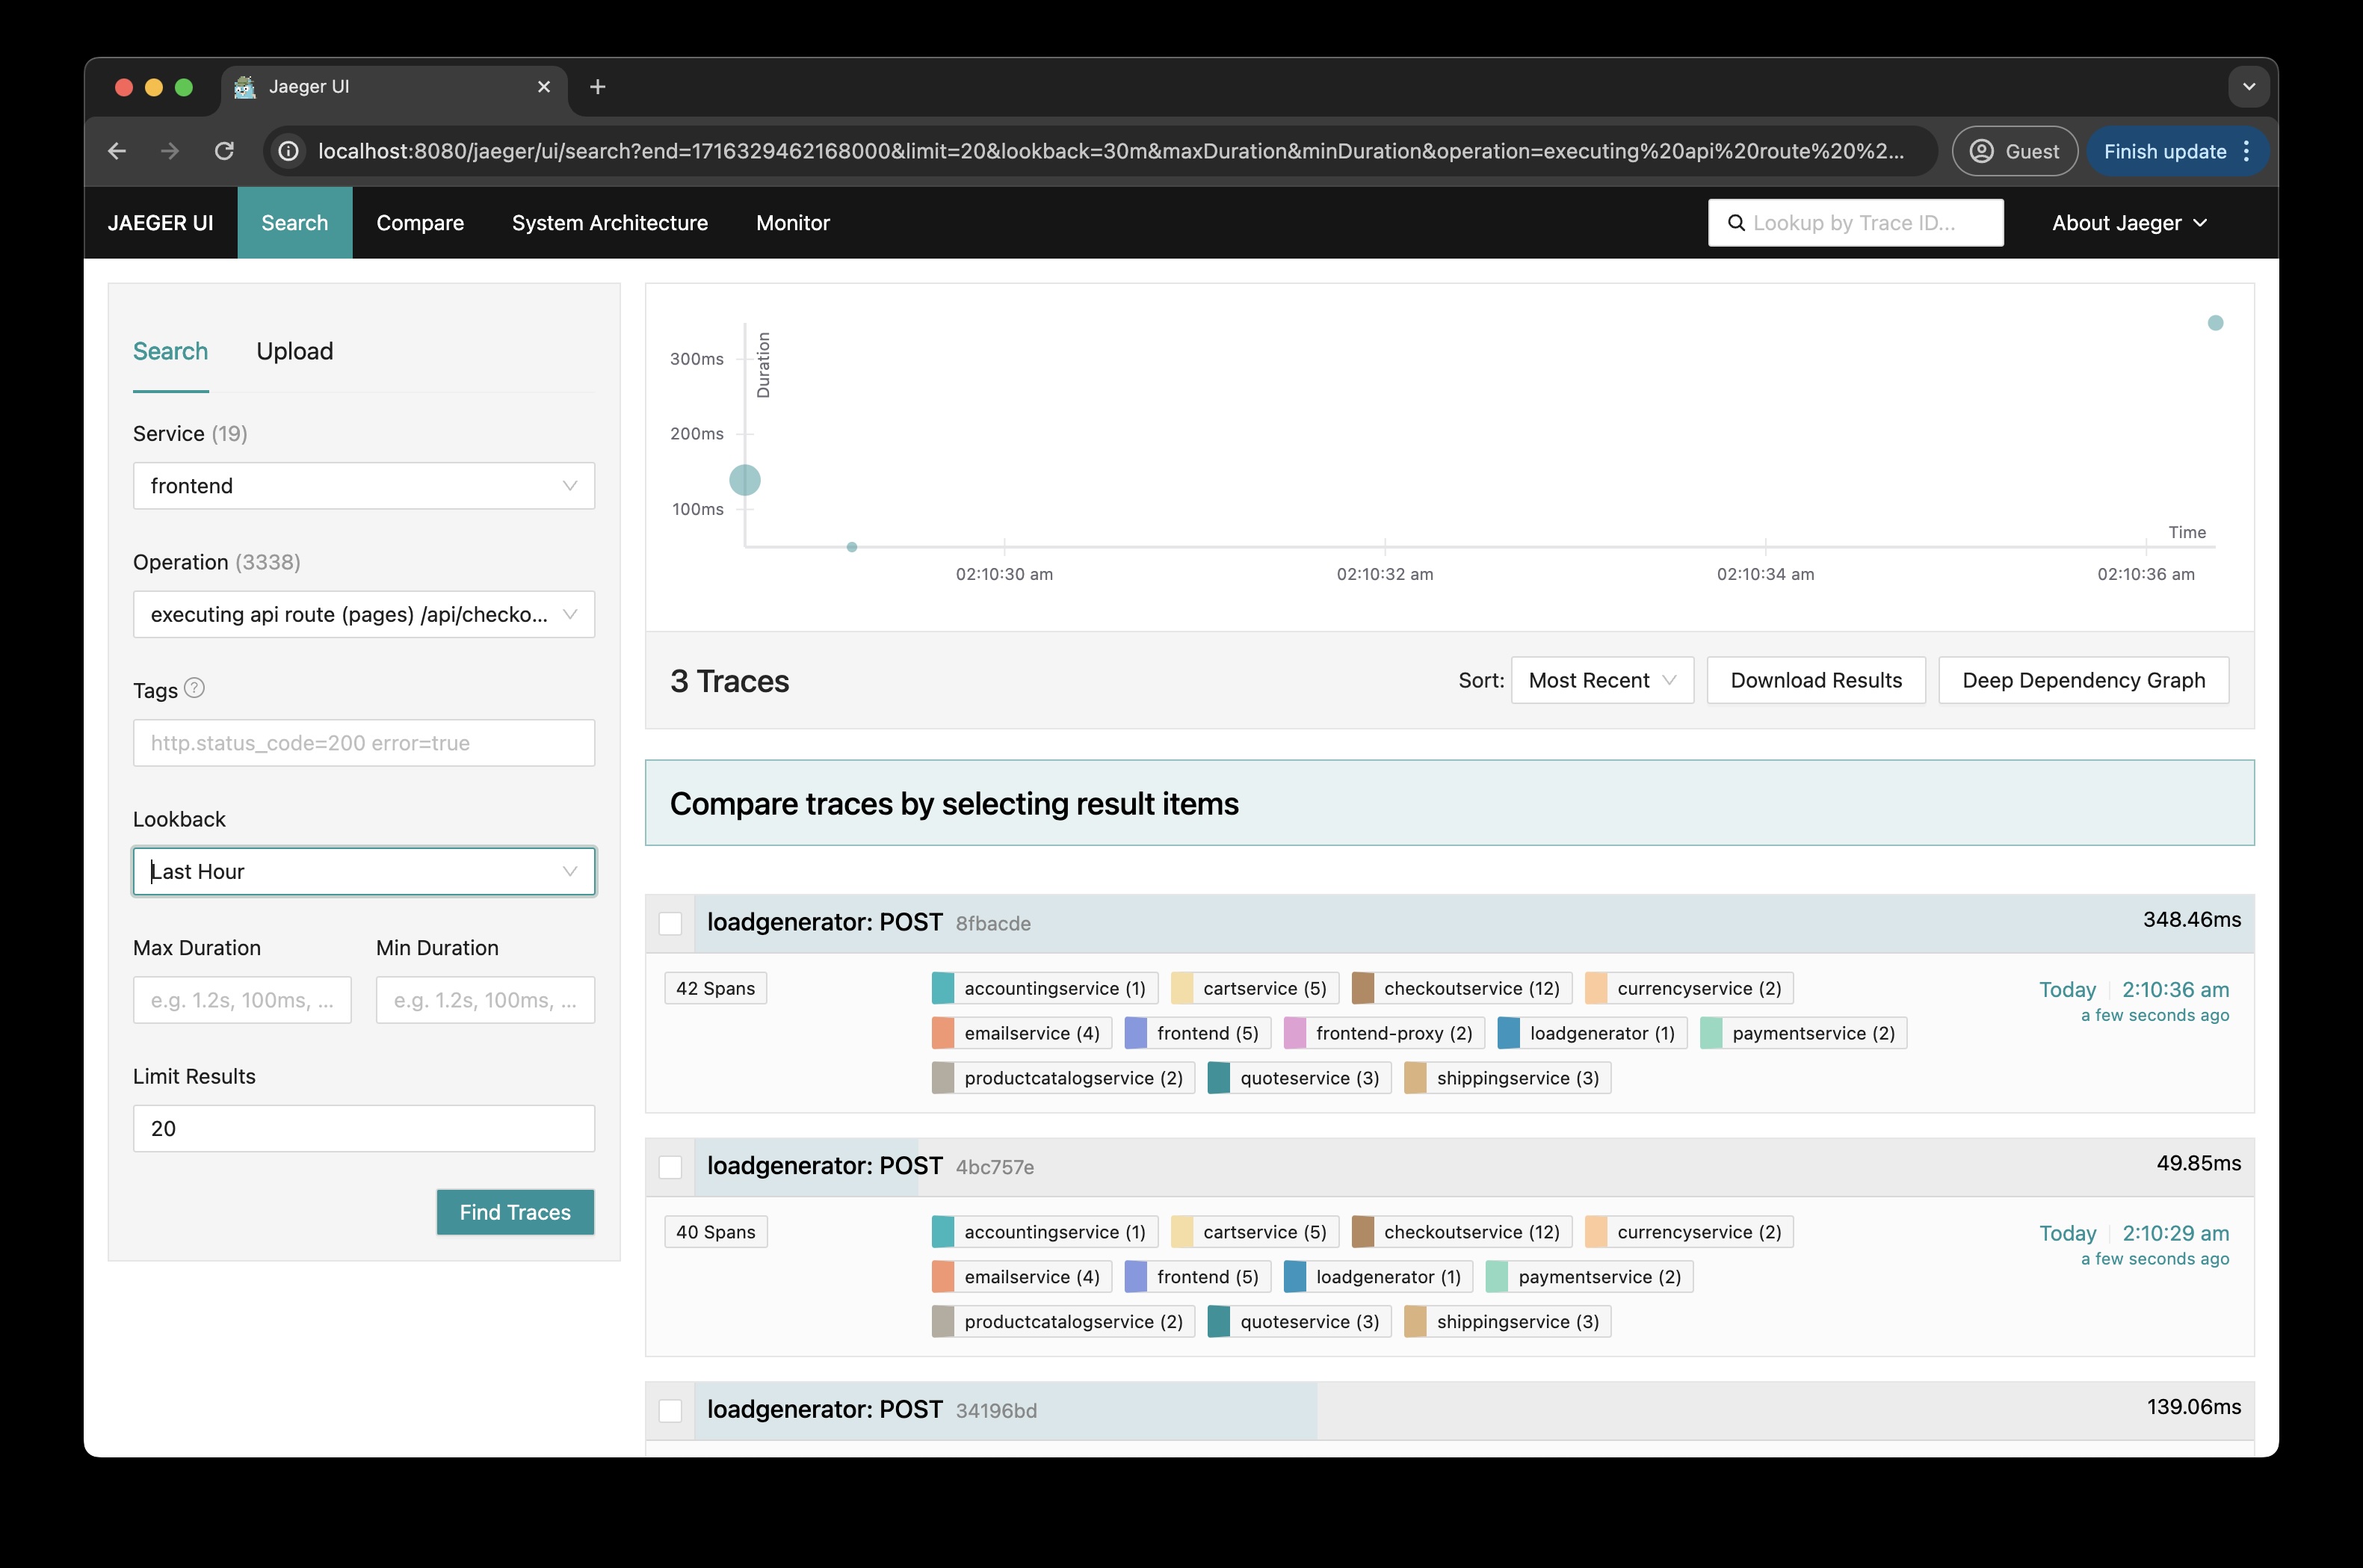 Jaeger UI
localhost:8080/jaeger/ui/search?end=1716329462168000&limit=20&lookback=30m&maxDuration&minDuration&operation=executing%20api%20route%20%2...
Guest
Finish update
JAEGER UI
Search
Compare
System Architecture
Monitor
Lookup by Trace ID...
About Jaeger
Search
Upload
Service (19)
frontend
Operation (3338)
executing api route (pages) /api/checko...
Tags ?
http.status_code=200 error=true
Lookback
Last Hour
Max Duration
Min Duration
e.g. 1.2s, 100ms, ...
e.g. 1.2s, 100ms, ...
Limit Results
20
Find Traces
Duration
300ms
200ms
100ms
Time
02:10:30 am
02:10:32 am
02:10:34 am
02:10:36 am
3 Traces
Sort: Most Recent
Download Results
Deep Dependency Graph
Compare traces by selecting result items
loadgenerator: POST 8fbacde
348.46ms
42 Spans
accountingservice (1) cartservice (5) checkoutservice (12) currencyservice (2)
emailservice (4) frontend (5) frontend-proxy (2) loadgenerator (1) paymentservice (2)
productcatalogservice (2) quoteservice (3) shippingservice (3)
Today 2:10:36 am
a few seconds ago
loadgenerator: POST 4bc757e
49.85ms
40 Spans
accountingservice (1) cartservice (5) checkoutservice (12) currencyservice (2)
emailservice (4) frontend (5) loadgenerator (1) paymentservice (2)
productcatalogservice (2) quoteservice (3) shippingservice (3)
Today 2:10:29 am
a few seconds ago
loadgenerator: POST 34196bd
139.06ms